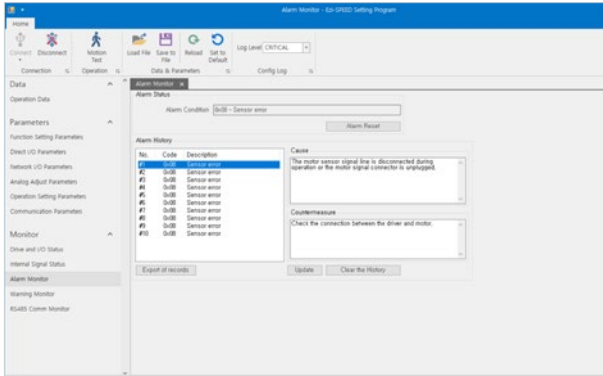 Alarm Monitor - Ezi-SPEED Setting Program
Home
Connect
Disconnect
Motion Test
Load File
Save to File
Reload
Set to Default
Log Level CRITICAL
Connection
Operation
Data & Parameters
Config Log
Data
Operation Data
Parameters
Function Setting Parameters
Direct I/O Parameters
Network I/O Parameters
Analog Adjust Parameters
Operation Setting Parameters
Communication Parameters
Monitor
Drive and I/O Status
Internal Signal Status
Alarm Monitor
Warning Monitor
RS485 Comm Monitor
Alarm Monitor x
Alarm Status
Alarm Condition 0x08 - Sensor error
Alarm Reset
Alarm History
No. Code Description
#1 0x08 Sensor error
#2 0x08 Sensor error
#3 0x08 Sensor error
#4 0x08 Sensor error
#5 0x08 Sensor error
#6 0x08 Sensor error
#7 0x08 Sensor error
#8 0x08 Sensor error
#9 0x08 Sensor error
#10 0x08 Sensor error
Export of records
Cause
The motor sensor signal line is disconnected during
operation or the motor signal connector is unplugged.
Countermeasure
Check the connection between the driver and motor.
Update
Clear the History